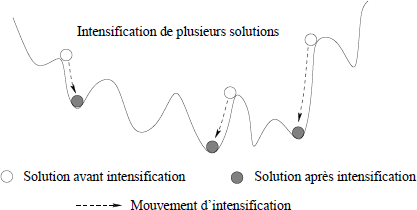 Intensification de plusieurs solutions
Solution avant intensification
Solution après intensification
Mouvement d'intensification